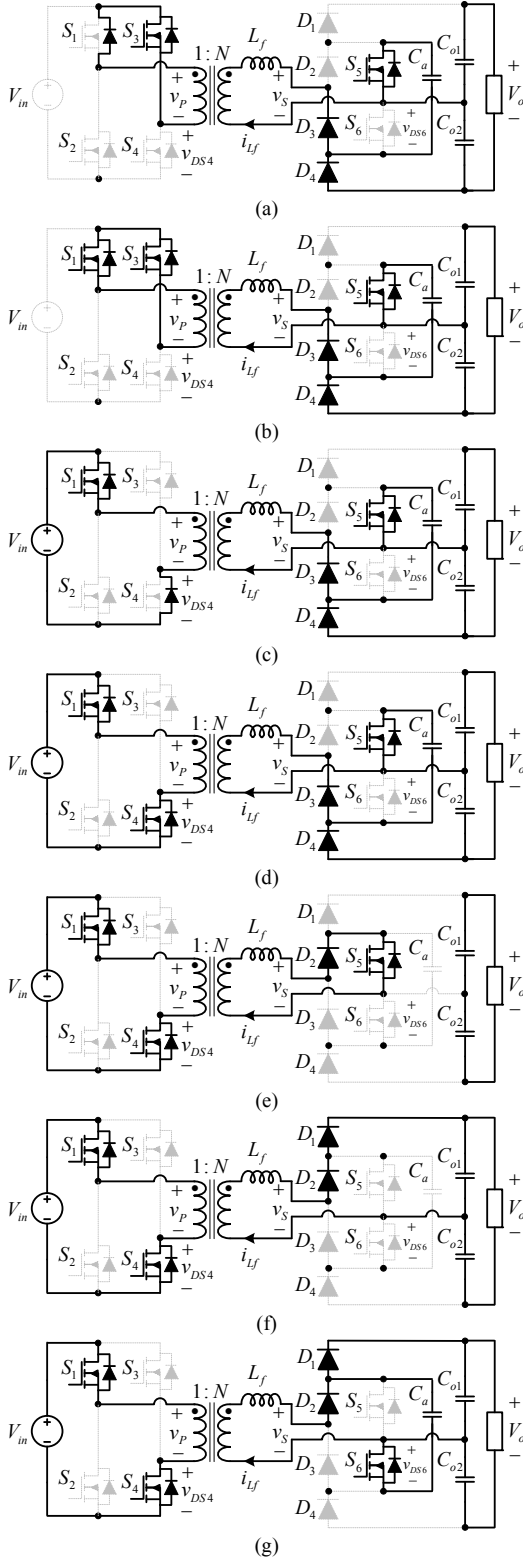 S1 S3 1:N Lf D1 Ca Co1
Vin + vP − + vS − D2 S5 + Vo −
S2 S4 + vDS4 − iLf D3 S6 + vDS6 − Co2
D4
(a)
S1 S3 1:N Lf D1 Ca Co1
Vin + vP − + vS − D2 S5 + Vo −
S2 S4 + vDS4 − iLf D3 S6 + vDS6 − Co2
D4
(b)
S1 S3 1:N Lf D1 Ca Co1
Vin + − + vP − + vS − D2 S5 + Vo −
S2 S4 + vDS4 − iLf D3 S6 + vDS6 − Co2
D4
(c)
S1 S3 1:N Lf D1 Ca Co1
Vin + − + vP − + vS − D2 S5 + Vo −
S2 S4 + vDS4 − iLf D3 S6 + vDS6 − Co2
D4
(d)
S1 S3 1:N Lf D1 Ca Co1
Vin + − + vP − + vS − D2 S5 + Vo −
S2 S4 + vDS4 − iLf D3 S6 + vDS6 − Co2
D4
(e)
S1 S3 1:N Lf D1 Ca Co1
Vin + − + vP − + vS − D2 S5 + Vo −
S2 S4 + vDS4 − iLf D3 S6 + vDS6 − Co2
D4
(f)
S1 S3 1:N Lf D1 Ca Co1
Vin + − + vP − + vS − D2 S5 + Vo −
S2 S4 + vDS4 − iLf D3 S6 + vDS6 − Co2
D4
(g)